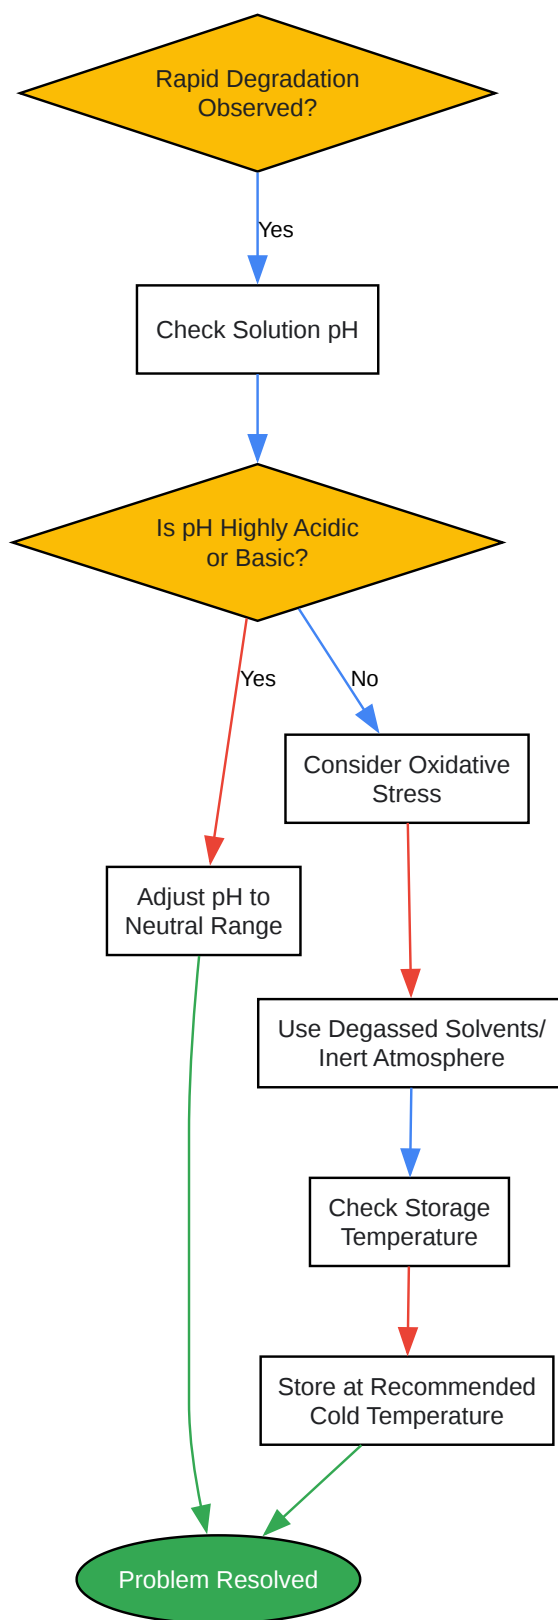 Rapid Degradation
Observed?
Yes
Check Solution pH
Is pH Highly Acidic
or Basic?
Yes
No
Consider Oxidative
Stress
Adjust pH to
Neutral Range
Use Degassed Solvents/
Inert Atmosphere
Check Storage
Temperature
Store at Recommended
Cold Temperature
Problem Resolved